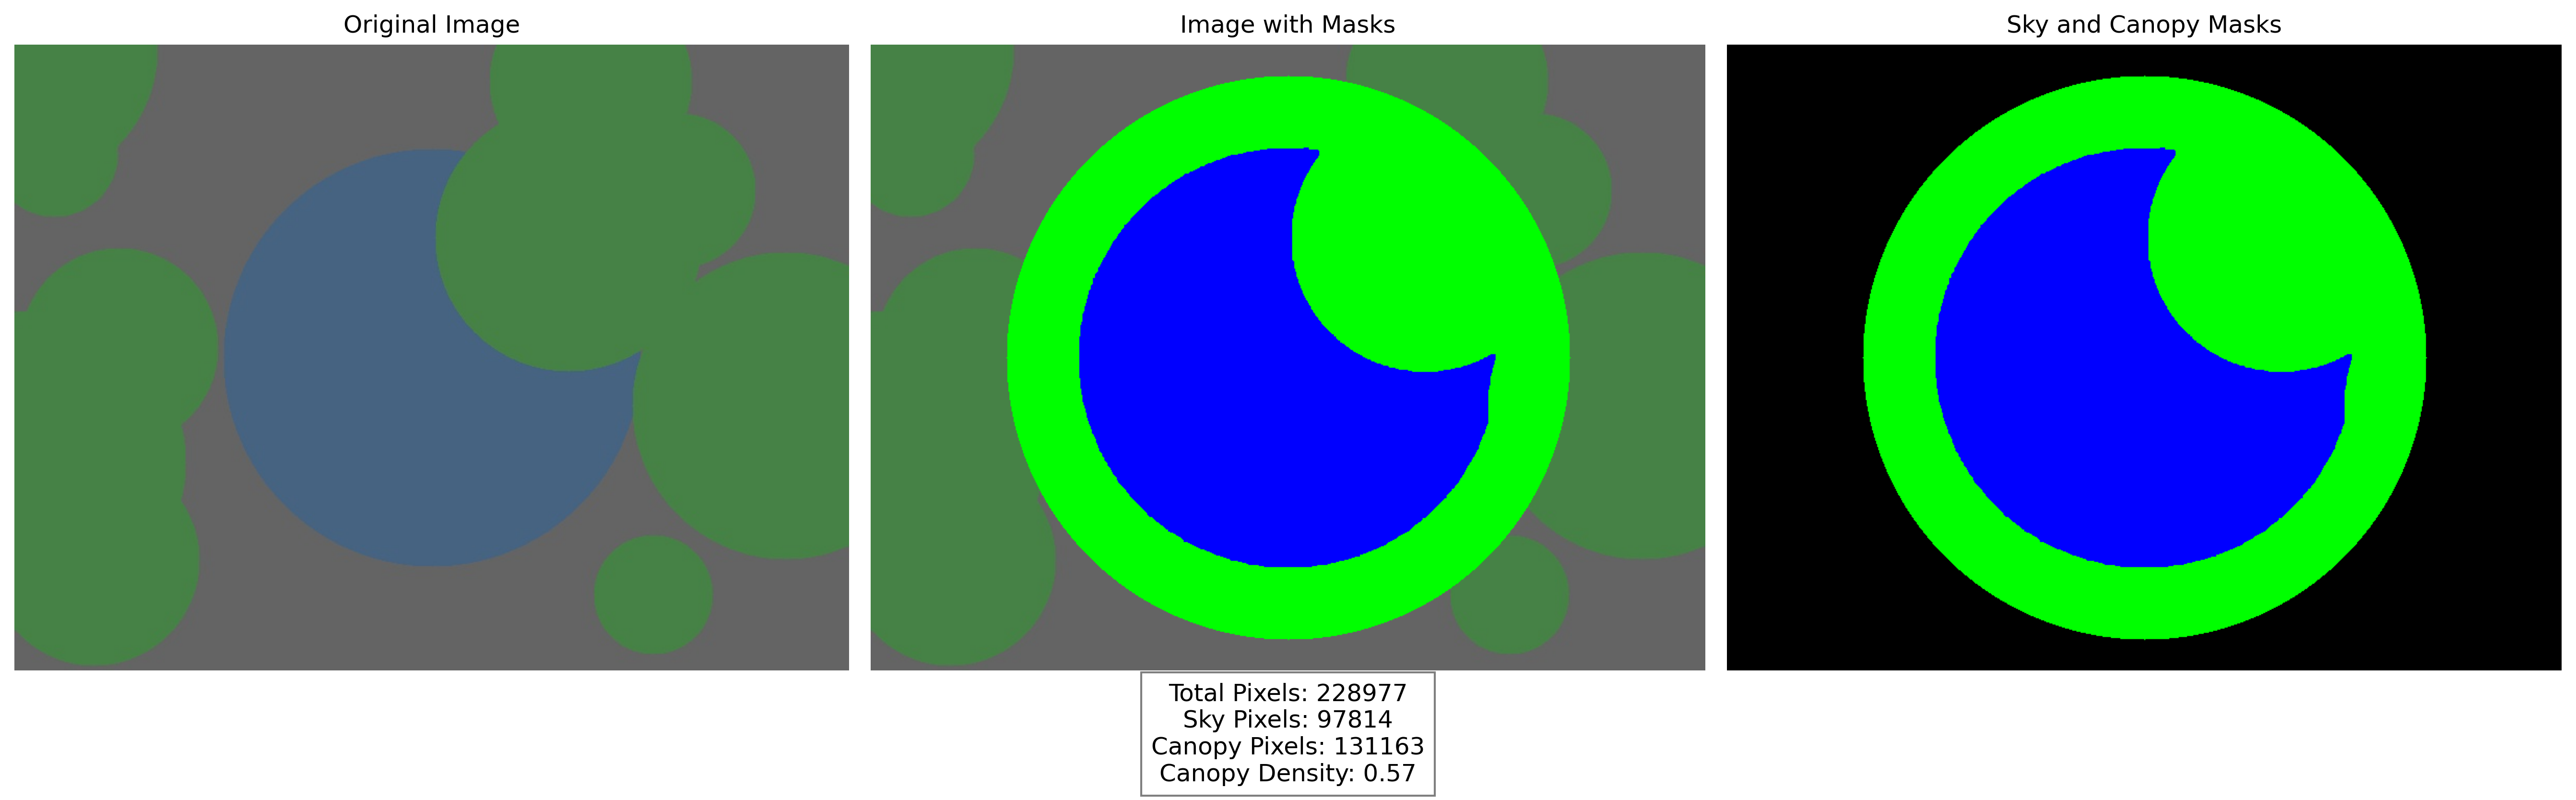 Original Image
Image with Masks
Sky and Canopy Masks
Total Pixels: 228977
Sky Pixels: 97814
Canopy Pixels: 131163
Canopy Density: 0.57